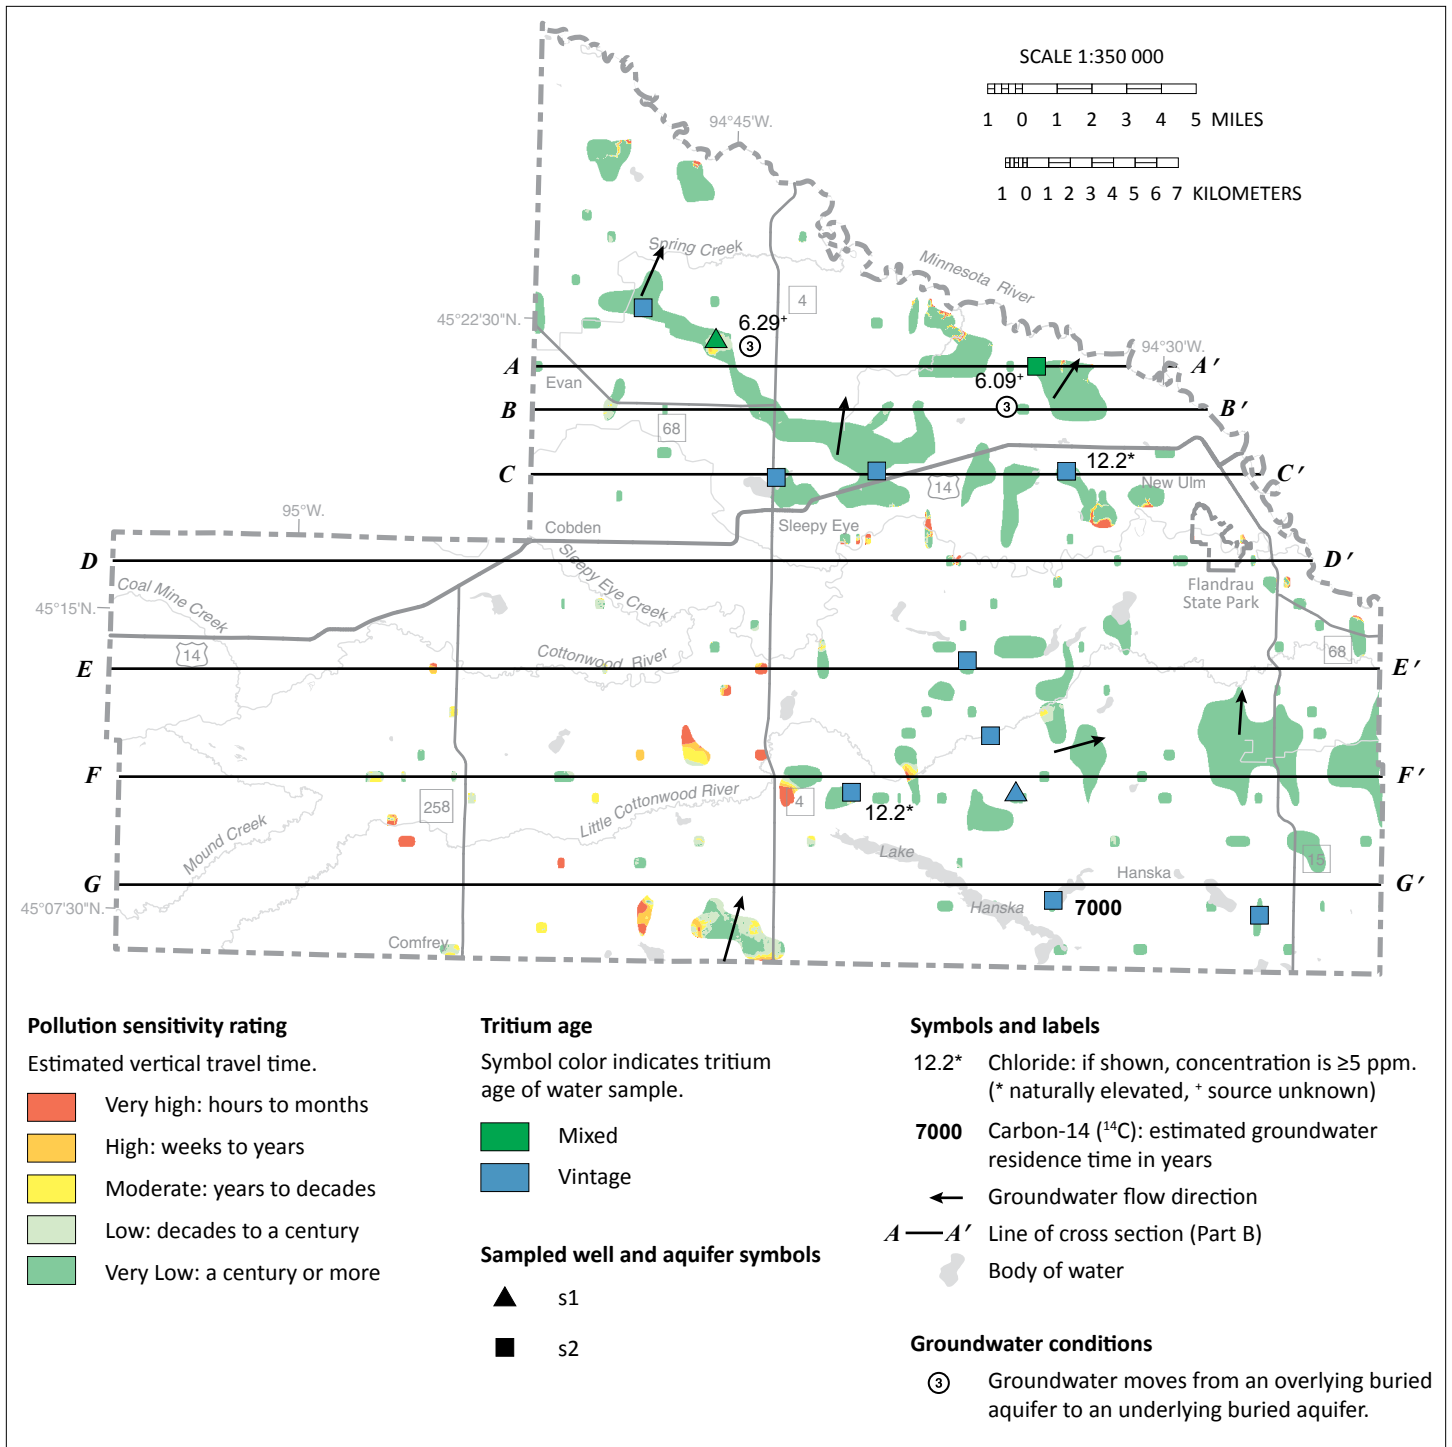 SCALE 1:350 000
1 0 1 2 3 4 5 MILES
1 0 1 2 3 4 5 6 7 KILOMETERS
94°45'W.
Spring Creek
Minnesota River
4
45°22'30"N.
6.29+
3
94°30'W.
A A′
Evan
6.09+
3
B B′
68
C C′
12.2*
14
New Ulm
95°W.
Cobden
Sleepy Eye
D D′
Coal Mine Creek
Sleepy Eye Creek
Flandrau
State Park
45°15'N.
14
Cottonwood River
68
E E′
F F′
258
4
12.2*
Little Cottonwood River
Mound Creek
Lake
15
Hanska
G G′
45°07'30"N.
Hanska
7000
Comfrey
Pollution sensitivity rating
Estimated vertical travel time.
Very high: hours to months
High: weeks to years
Moderate: years to decades
Low: decades to a century
Very Low: a century or more
Tritium age
Symbol color indicates tritium
age of water sample.
Mixed
Vintage
Sampled well and aquifer symbols
s1
s2
Symbols and labels
12.2* Chloride: if shown, concentration is ≥5 ppm.
(* naturally elevated, + source unknown)
7000 Carbon-14 (14C): estimated groundwater
residence time in years
Groundwater flow direction
A A′ Line of cross section (Part B)
Body of water
Groundwater conditions
3 Groundwater moves from an overlying buried
aquifer to an underlying buried aquifer.